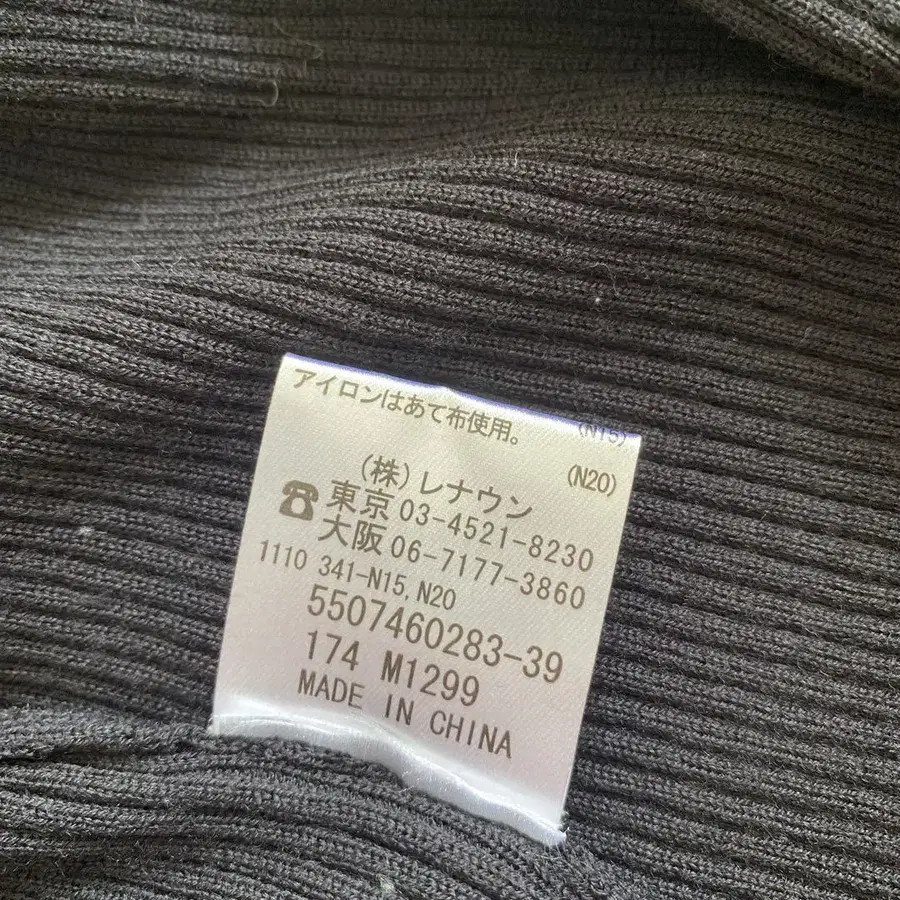 アイロンはあて布使用。 (N15)
(N20)
(株)レナウン
☎東京 03-4521-8230
大阪 06-7177-3860
1110 341-N15,N20
5507460283-39
174 M1299
MADE IN CHINA